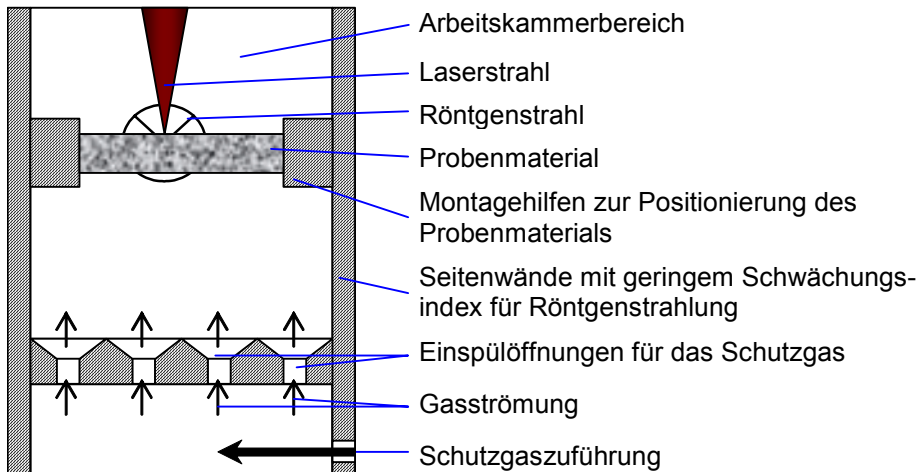 Arbeitskammerbereich
Laserstrahl
Röntgenstrahl
Probenmaterial
Montagehilfen zur Positionierung des
Probenmaterials
Seitenwände mit geringem Schwächungs-
index für Röntgenstrahlung
Einspülöffnungen für das Schutzgas
Gasströmung
Schutzgaszuführung